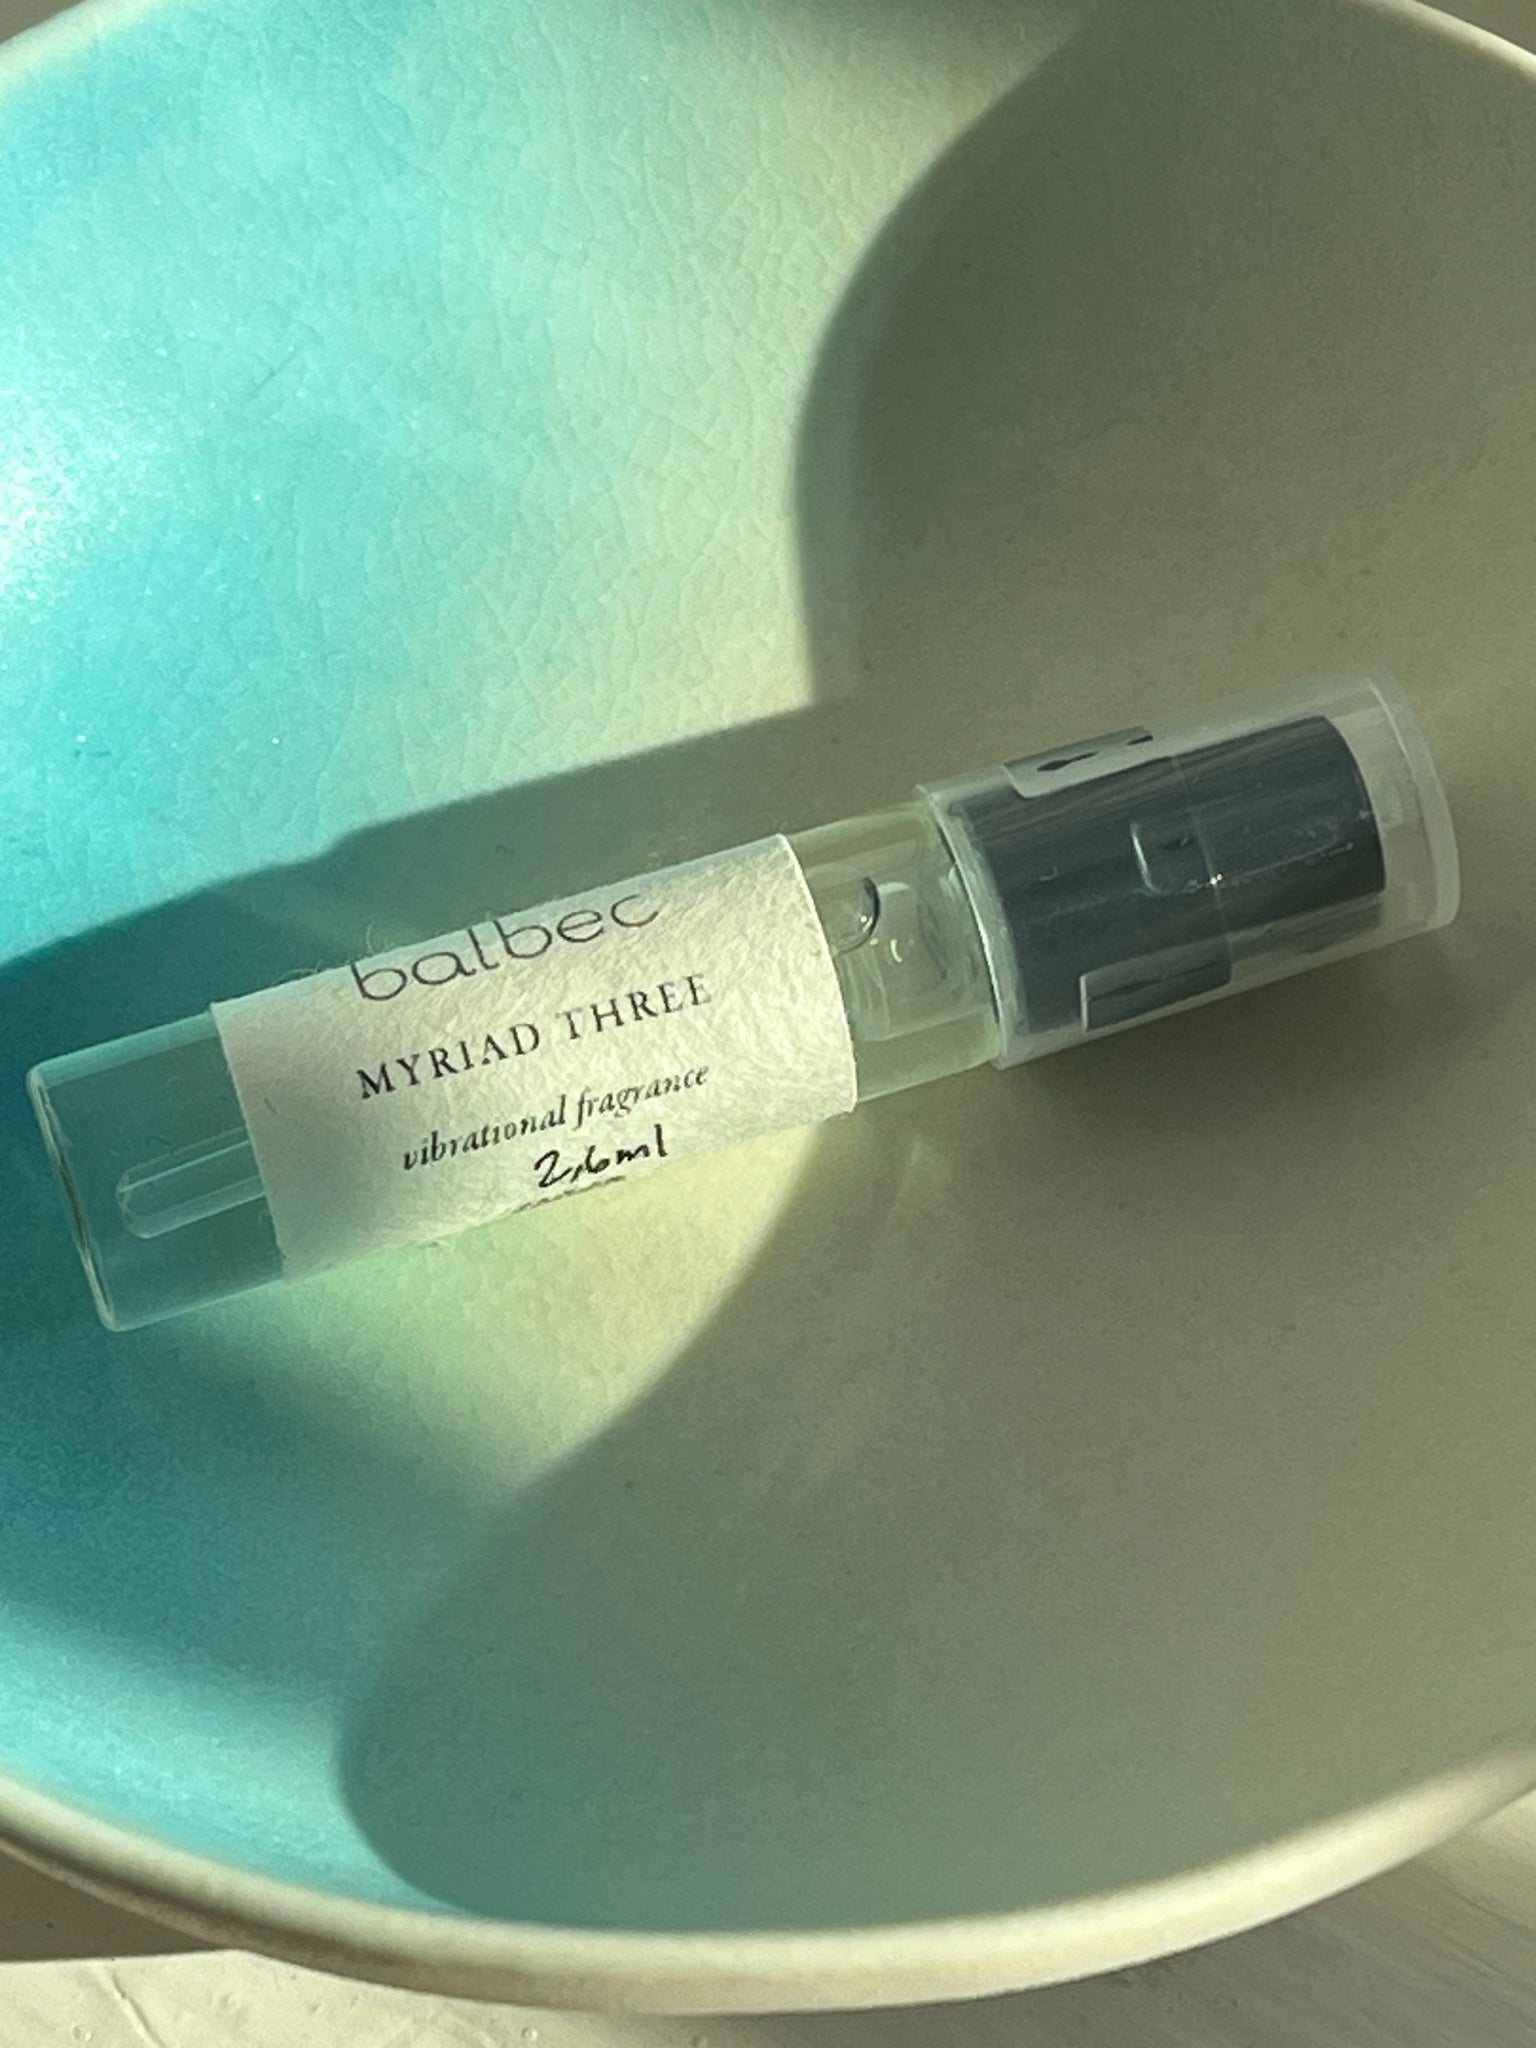 balbec
MYRIAD THREE
vibrational fragrance
2.6ml